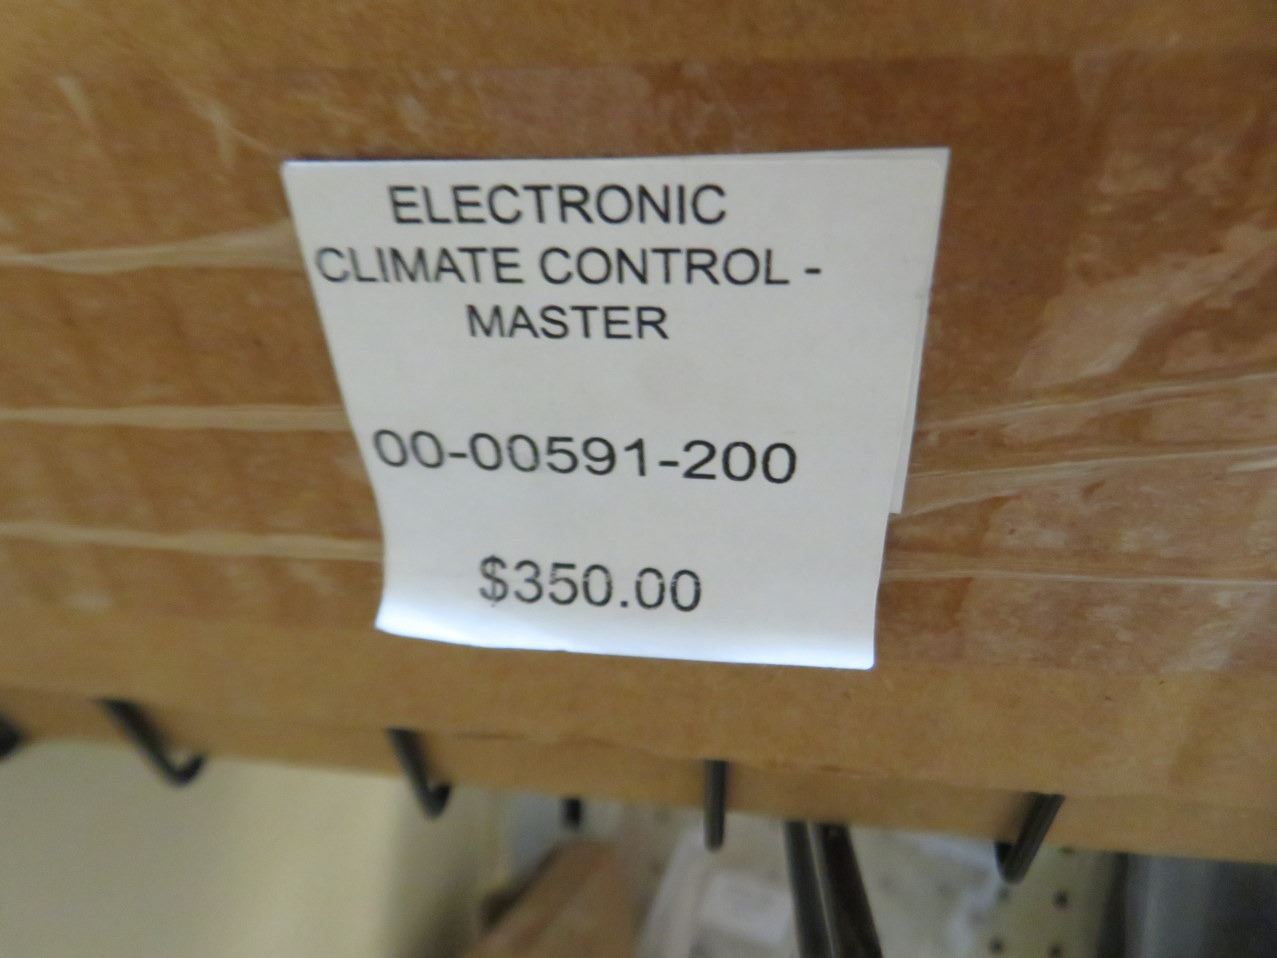 ELECTRONIC
CLIMATE CONTROL -
MASTER
00-00591-200
$350.00